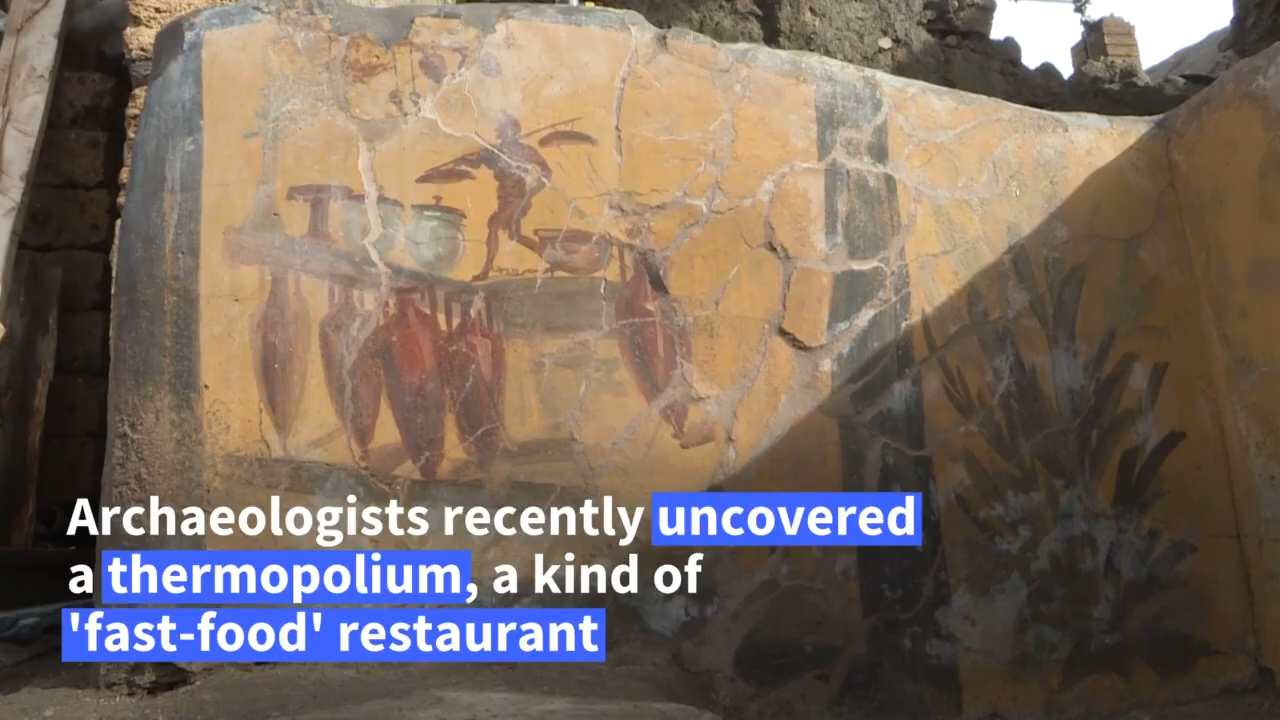 Archaeologists recently uncovered
a thermopolium, a kind of
'fast-food' restaurant